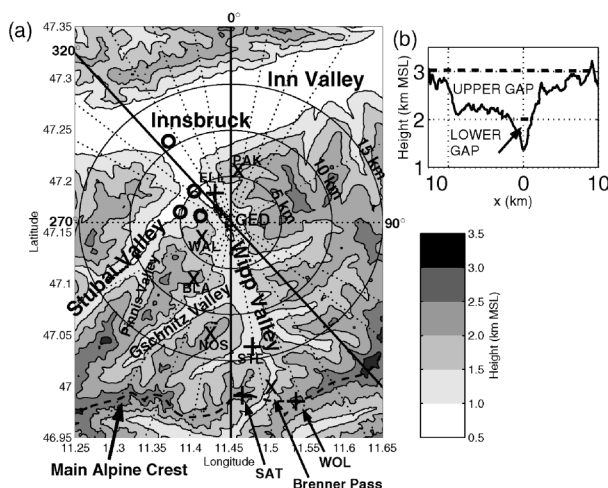 (a)
0°
47.35
320°
47.3
Inn Valley
Innsbruck
47.25
15 km
PAK
10 km
47.2
ELL
5 km
270°
GED
90°
47.15
WAL
Latitude
Stubai Valley
Wipp Valley
47.1
Pinnis Valley
BLA
Gschnitz Valley
47.05
NOS
STE
47
46.95
11.25
11.3
11.35
11.4
11.45
11.5
11.55
11.6
11.65
Longitude
Main Alpine Crest
SAT
WOL
Brenner Pass
(b)
Height (km MSL)
3
2
1
UPPER GAP
LOWER
GAP
10
0
10
x (km)
3.5
3.0
2.5
2.0
1.5
1.0
0.5
Height (km MSL)